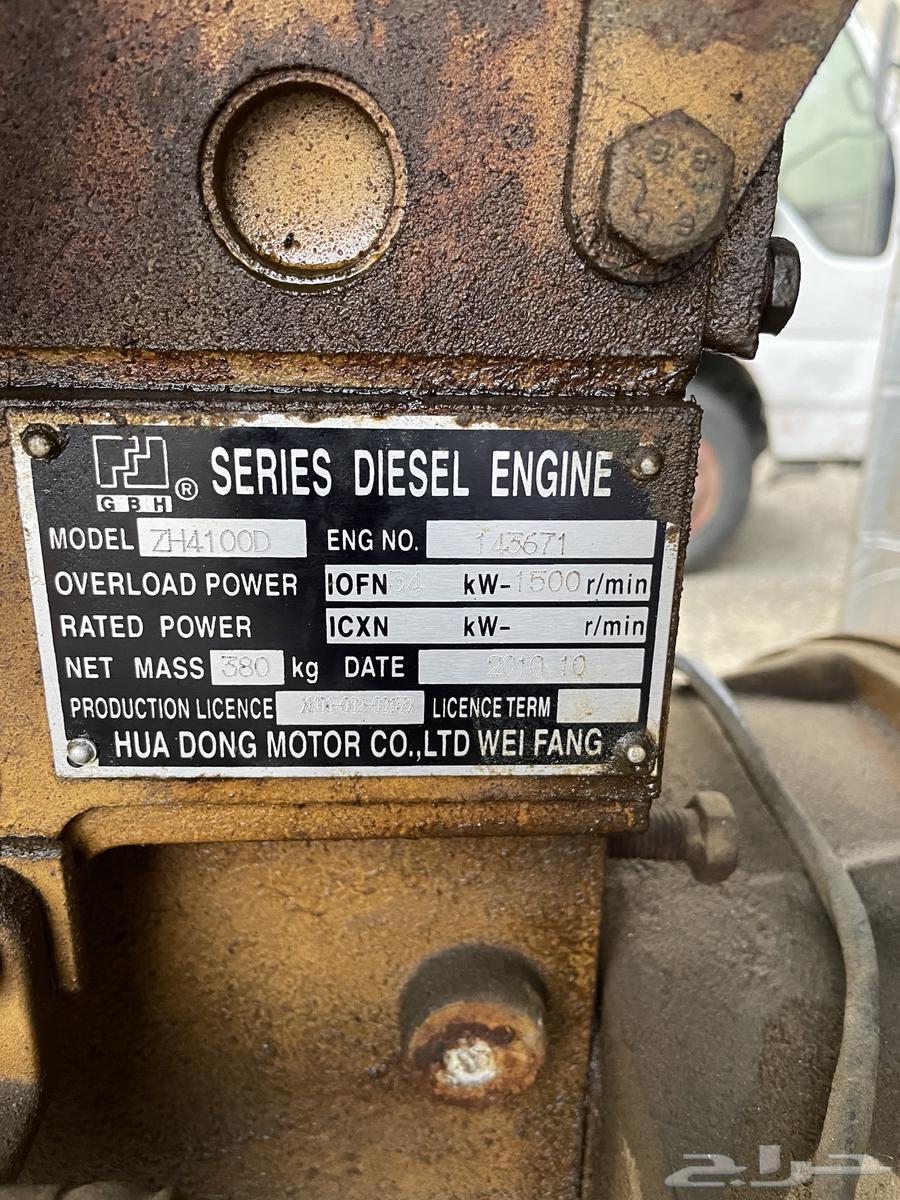 8.8
GBH® SERIES DIESEL ENGINE
MODEL ZH4100D ENG NO. 143671
OVERLOAD POWER IOFN 34 kW-1500 r/min
RATED POWER ICXN kW- r/min
NET MASS 380 kg DATE 2010.10
PRODUCTION LICENCE LICENCE TERM
HUA DONG MOTOR CO.,LTD WEI FANG
حراج